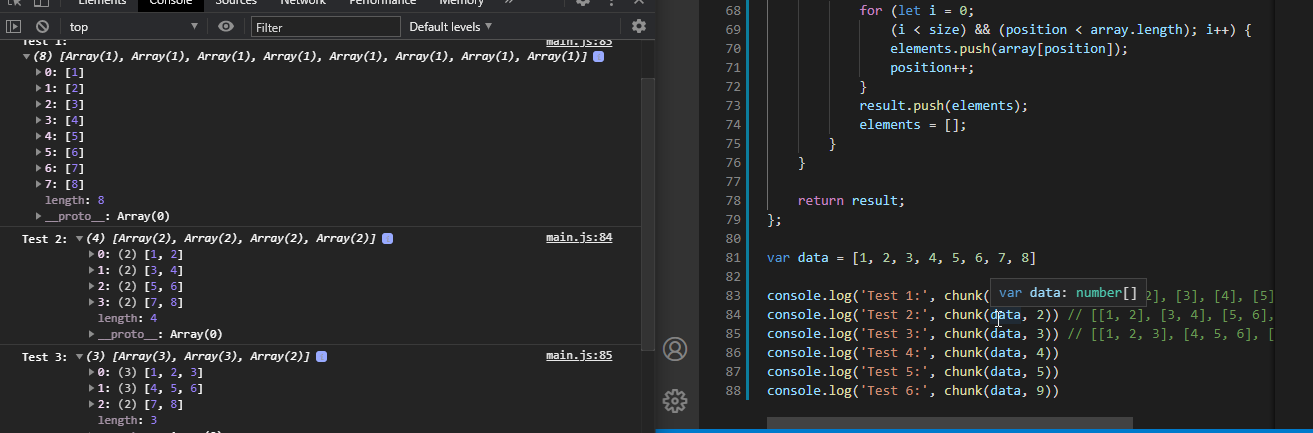 Elements Console Sources Network Performance Memory »
top Filter Default levels
Test 1: main.js:83
(8) [Array(1), Array(1), Array(1), Array(1), Array(1), Array(1), Array(1), Array(1)]
0: [1]
1: [2]
2: [3]
3: [4]
4: [5]
5: [6]
6: [7]
7: [8]
length: 8
__proto__: Array(0)
Test 2: (4) [Array(2), Array(2), Array(2), Array(2)] main.js:84
0: (2) [1, 2]
1: (2) [3, 4]
2: (2) [5, 6]
3: (2) [7, 8]
length: 4
__proto__: Array(0)
Test 3: (3) [Array(3), Array(3), Array(2)] main.js:85
0: (3) [1, 2, 3]
1: (3) [4, 5, 6]
2: (2) [7, 8]
length: 3
68 for (let i = 0;
69 (i < size) && (position < array.length); i++) {
70 elements.push(array[position]);
71 position++;
72 }
73 result.push(elements);
74 elements = [];
75 }
76 }
77
78 return result;
79 };
80
81 var data = [1, 2, 3, 4, 5, 6, 7, 8]
82
var data: number[]
83 console.log('Test 1:', chunk( 2], [3], [4], [5]
84 console.log('Test 2:', chunk(data, 2)) // [[1, 2], [3, 4], [5, 6],
85 console.log('Test 3:', chunk(data, 3)) // [[1, 2, 3], [4, 5, 6], [
86 console.log('Test 4:', chunk(data, 4))
87 console.log('Test 5:', chunk(data, 5))
88 console.log('Test 6:', chunk(data, 9))